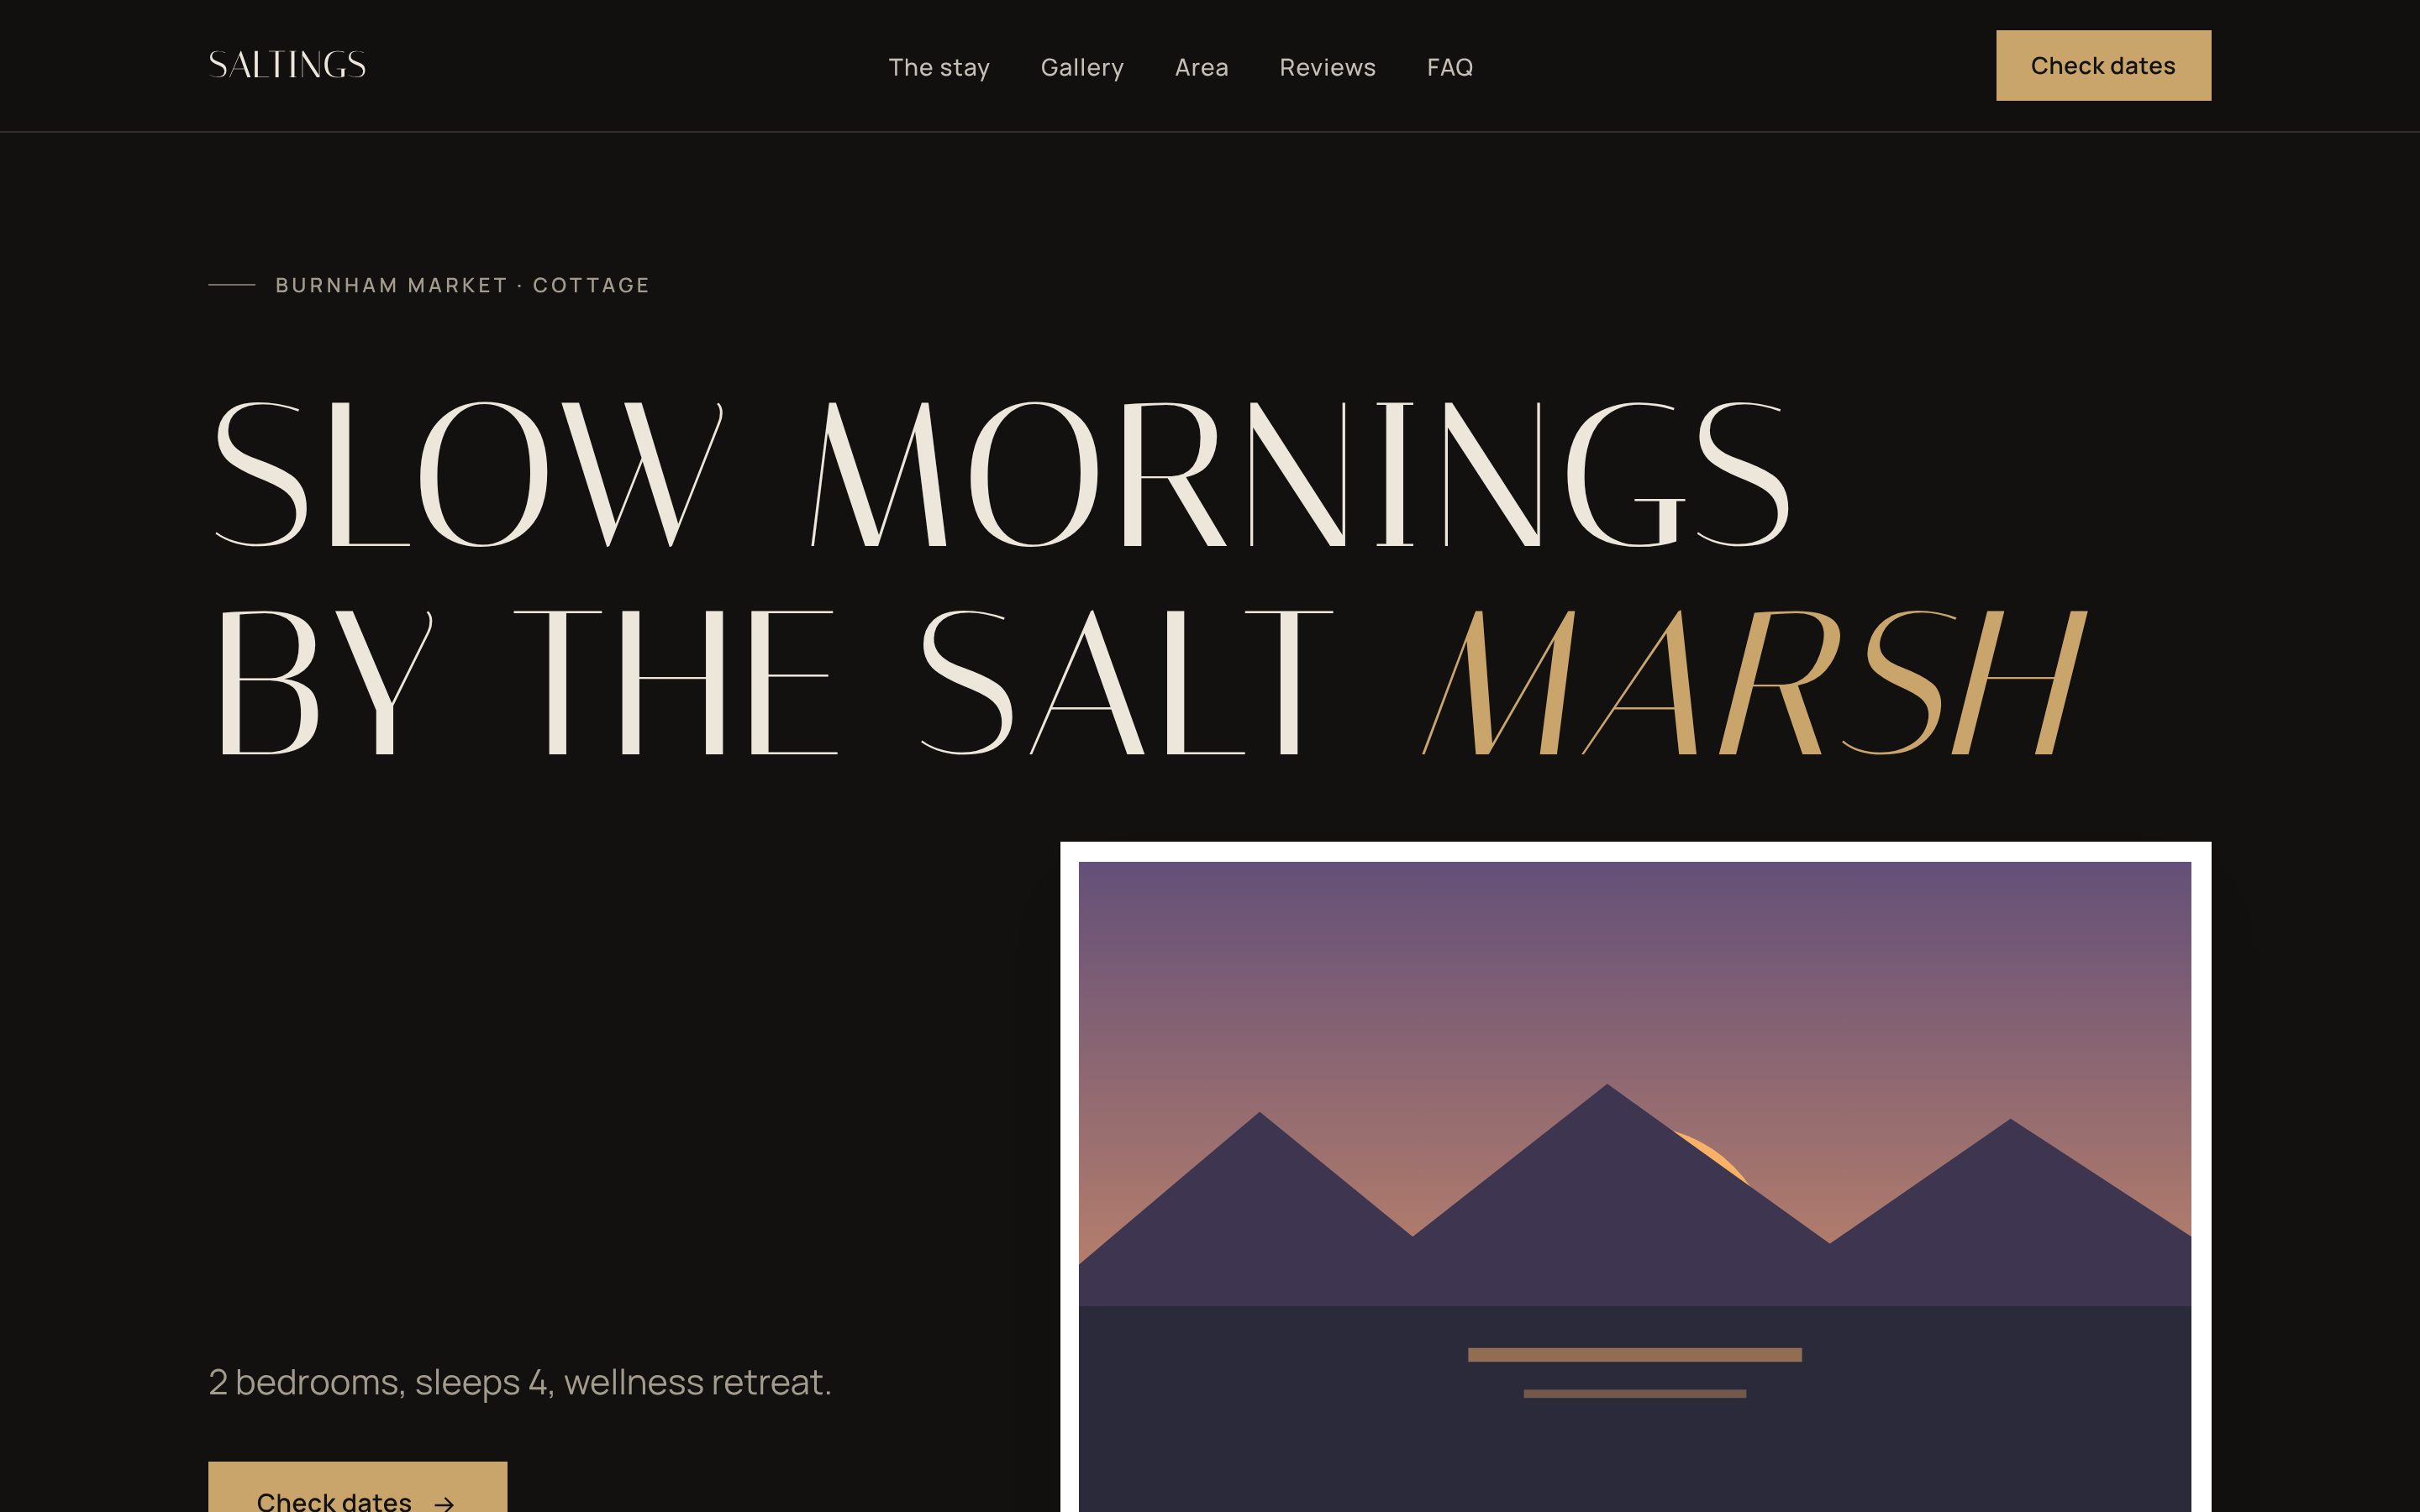 SALTINGS
The stay
Gallery
Area
Reviews
FAQ
Check dates
BURNHAM MARKET · COTTAGE
SLOW MORNINGS
BY THE SALT MARSH
2 bedrooms, sleeps 4, wellness retreat.
Check dates →